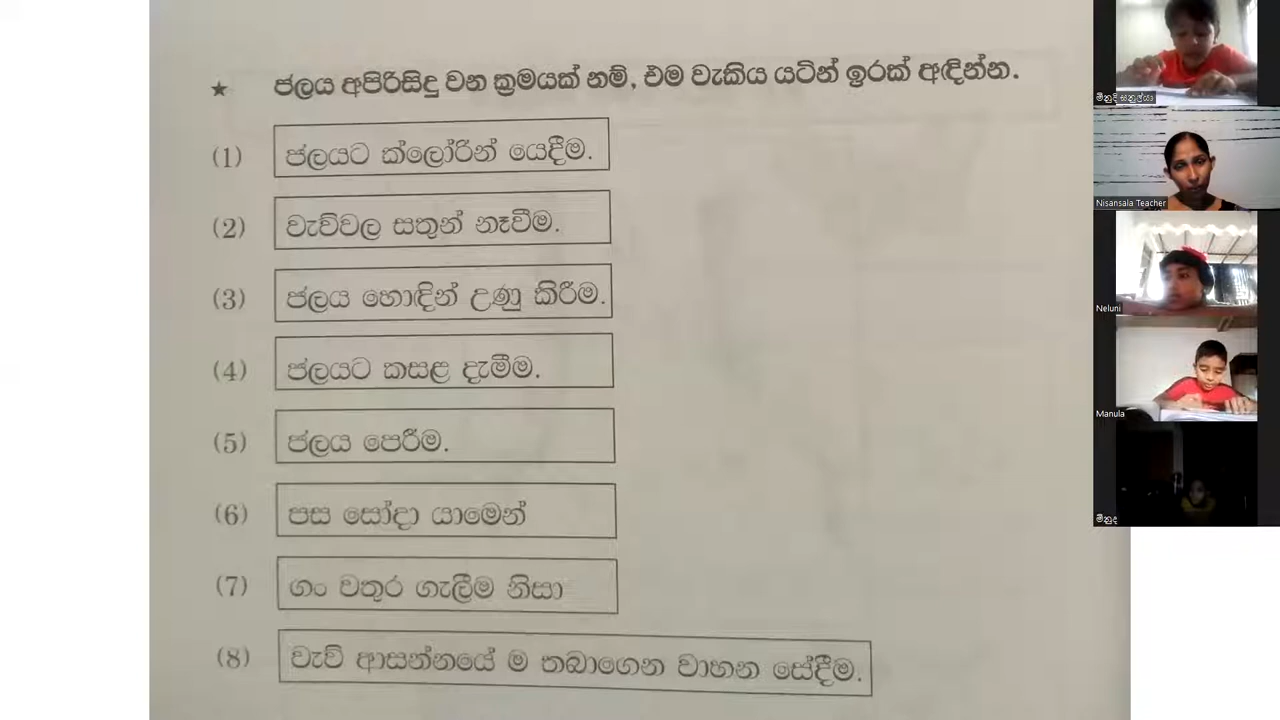 ★ ජලය අපිරිසිදු වන ක්‍රමයක් නම්, එම වැකිය යටින් ඉරක් අඳින්න.
(1) ජලයට ක්ලෝරින් යෙදීම.
(2) වැව්වල සතුන් නෑවීම.
(3) ජලය හොඳින් උණු කිරීම.
(4) ජලයට කසළ දැමීම.
(5) ජලය පෙරීම.
(6) පස සෝදා යාමෙන්
(7) ගං වතුර ගැලීම නිසා
(8) වැව් ආසන්නයේ ම තබාගෙන වාහන සේදීම.
මිනුදි සනුල්යා
Nisansala Teacher
Neluni
Manula